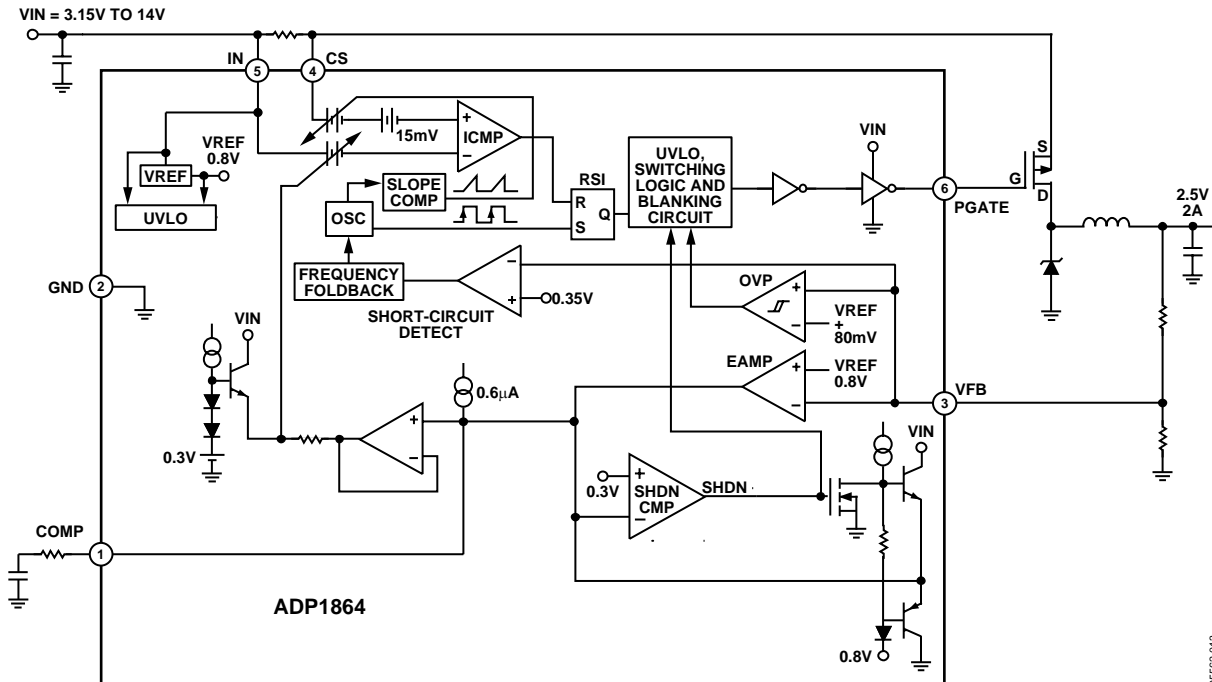 VIN = 3.15V TO 14V
IN
5
CS
4
VREF
0.8V
VREF
UVLO
15mV
+
ICMP
–
SLOPE
COMP
OSC
RSI
R
S
Q
UVLO,
SWITCHING
LOGIC AND
BLANKING
CIRCUIT
VIN
6
PGATE
S
G
D
2.5V
2A
GND
2
FREQUENCY
FOLDBACK
–
+
0.35V
SHORT-CIRCUIT
DETECT
OVP
+
–
VREF
+
80mV
EAMP
+
–
VREF
0.8V
VFB
3
VIN
0.3V
0.6µA
+
–
0.3V
+
SHDN
CMP
–
SHDN
VIN
0.8V
COMP
1
ADP1864